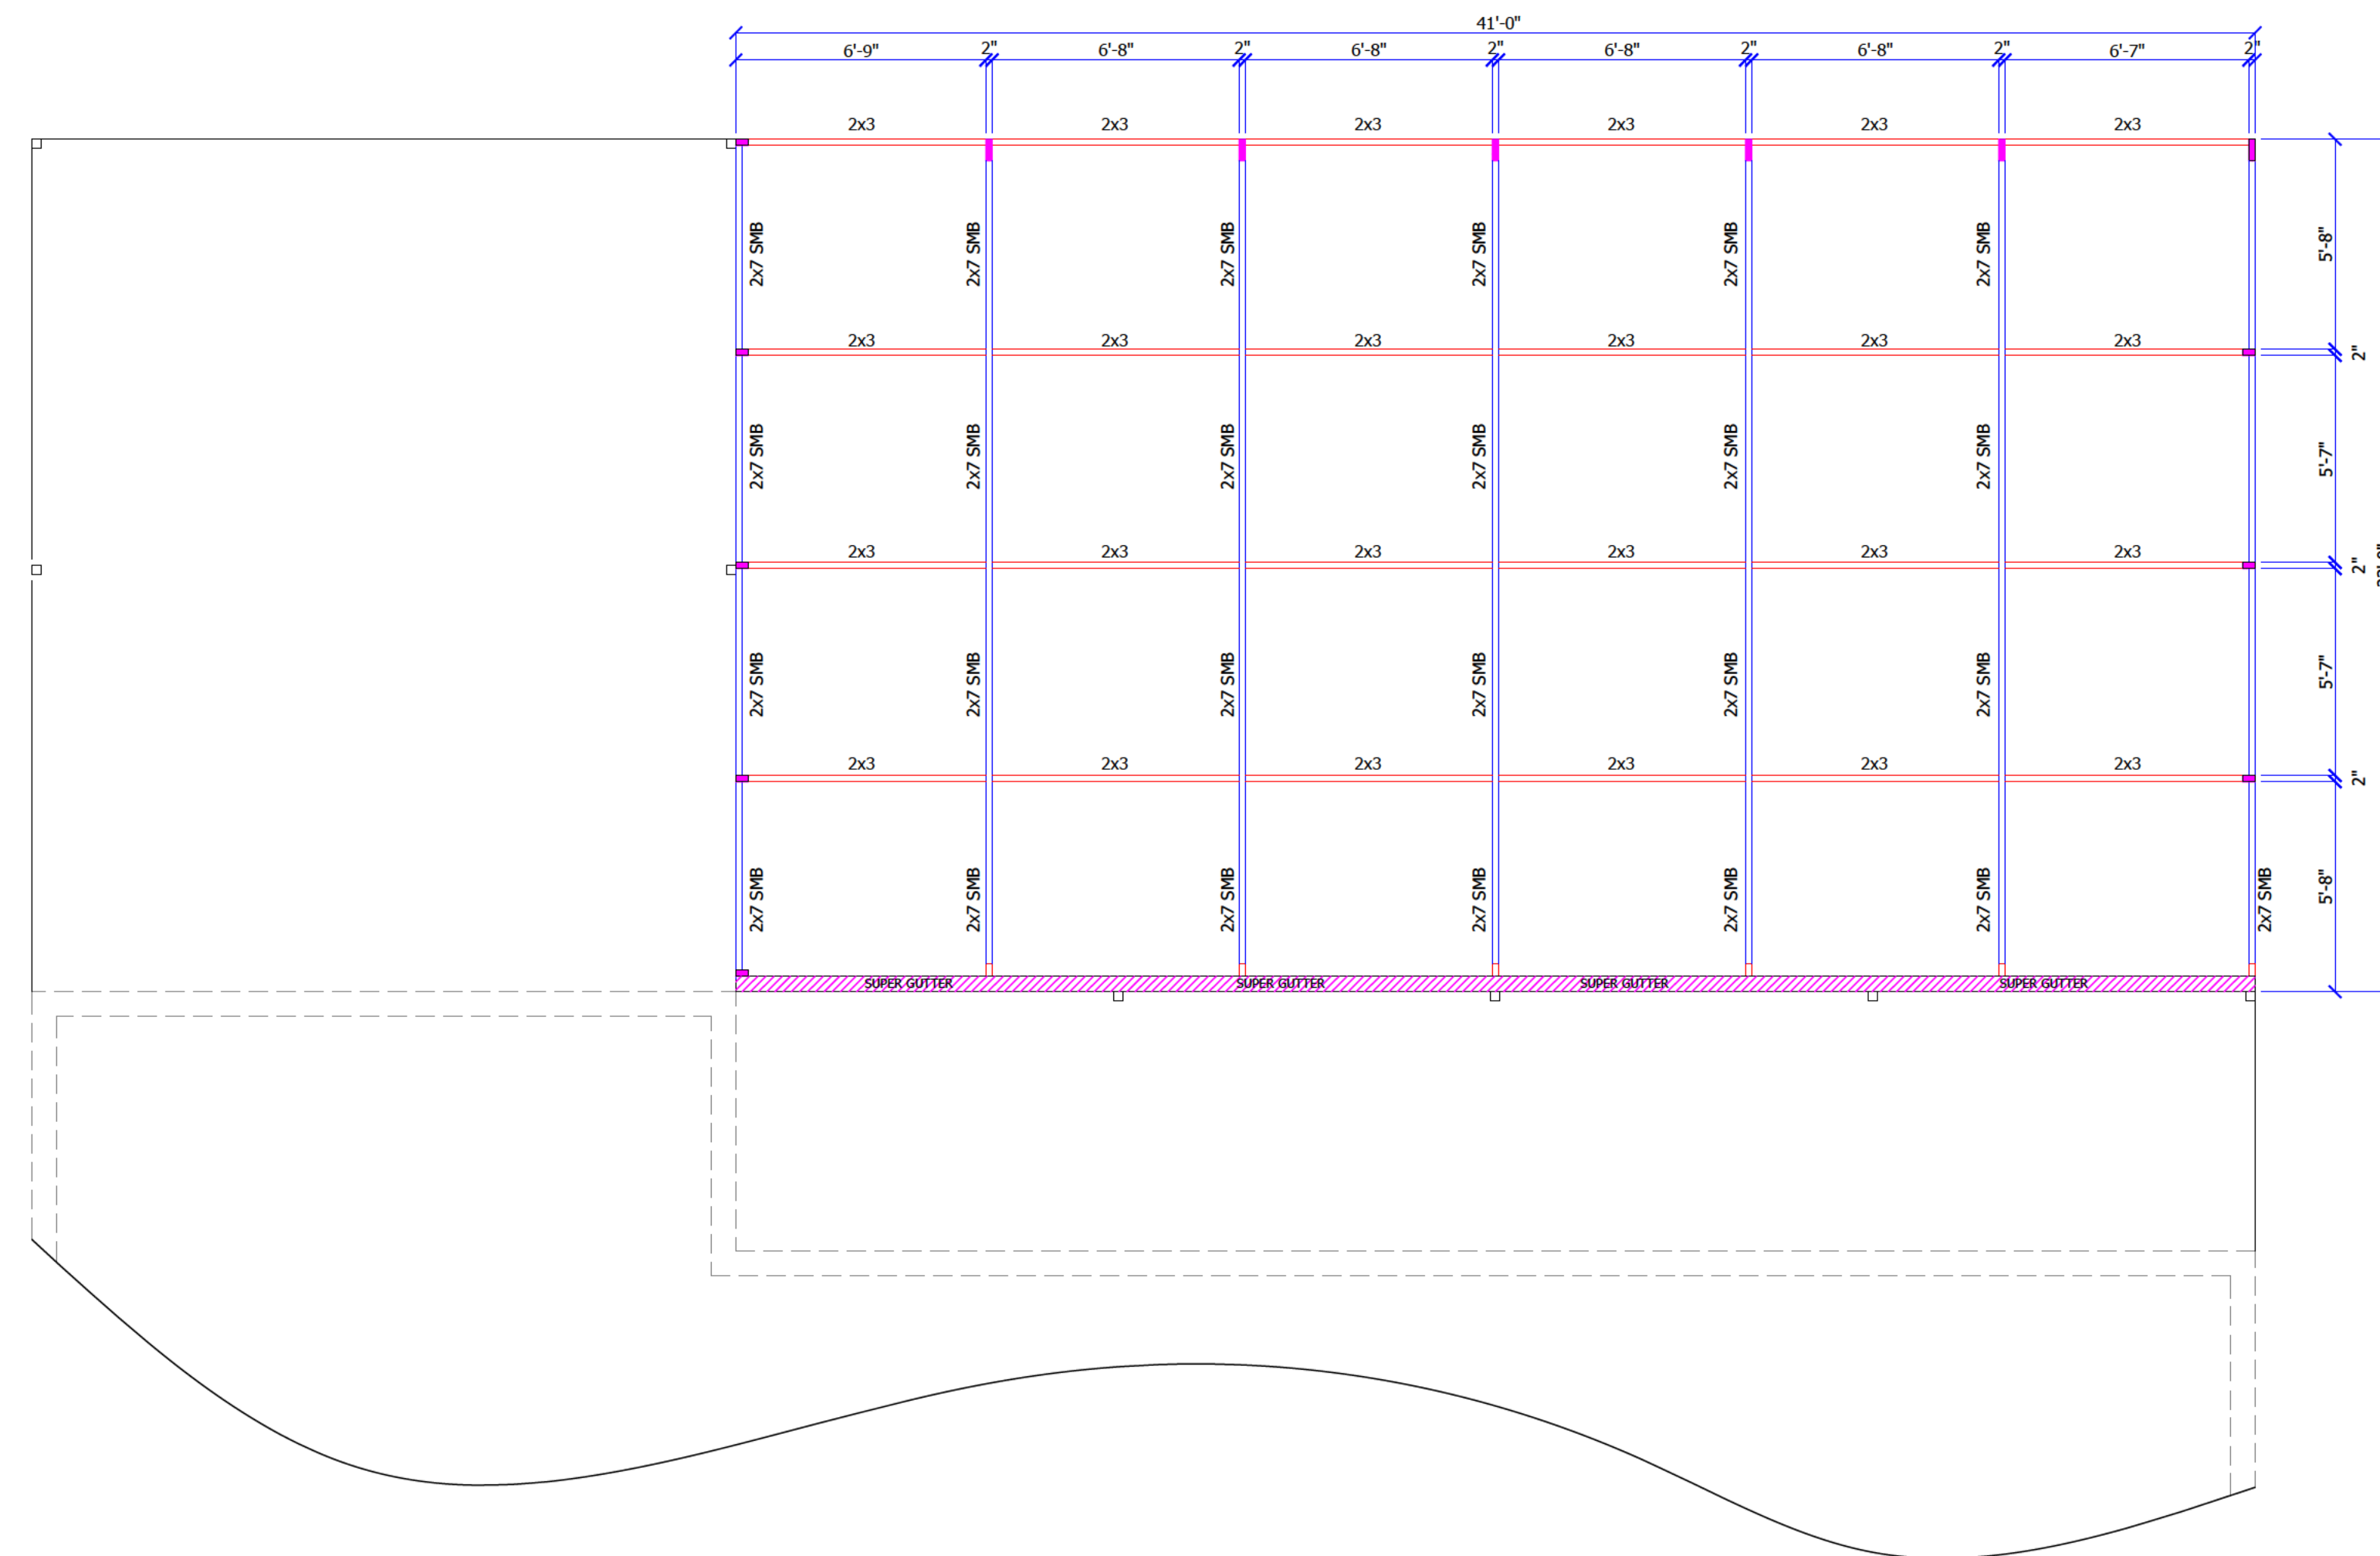 41'-0"
6'-9" 2" 6'-8" 2" 6'-8" 2" 6'-8" 2" 6'-8" 2" 6'-7" 2"
2x3 2x3 2x3 2x3 2x3 2x3
2x7 SMB 2x7 SMB 2x7 SMB 2x7 SMB 2x7 SMB 2x7 SMB 5'-8"
2x3 2x3 2x3 2x3 2x3 2x3 2"
2x7 SMB 2x7 SMB 2x7 SMB 2x7 SMB 2x7 SMB 2x7 SMB 5'-7"
2x3 2x3 2x3 2x3 2x3 2x3 2"
2x7 SMB 2x7 SMB 2x7 SMB 2x7 SMB 2x7 SMB 2x7 SMB 5'-7"
2x3 2x3 2x3 2x3 2x3 2x3 2"
2x7 SMB 2x7 SMB 2x7 SMB 2x7 SMB 2x7 SMB 2x7 SMB 2x7 SMB 5'-8"
SUPER GUTTER SUPER GUTTER SUPER GUTTER SUPER GUTTER